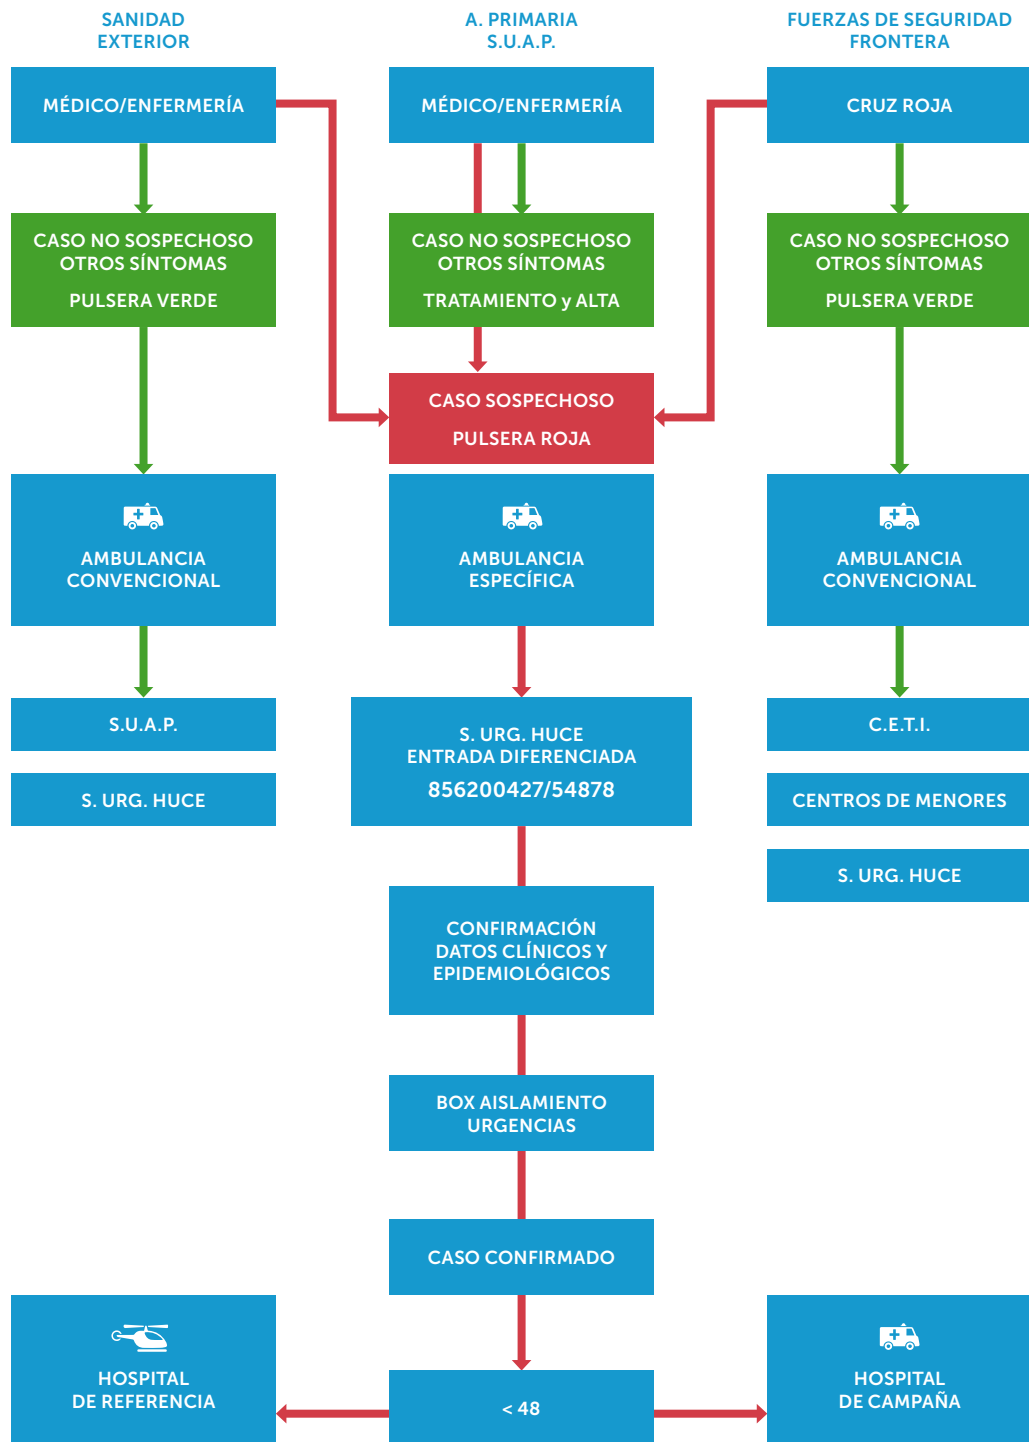 SANIDAD
EXTERIOR
A. PRIMARIA
S.U.A.P.
FUERZAS DE SEGURIDAD
FRONTERA
MÉDICO/ENFERMERÍA
MÉDICO/ENFERMERÍA
CRUZ ROJA
CASO NO SOSPECHOSO
OTROS SÍNTOMAS
PULSERA VERDE
CASO NO SOSPECHOSO
OTROS SÍNTOMAS
TRATAMIENTO y ALTA
CASO NO SOSPECHOSO
OTROS SÍNTOMAS
PULSERA VERDE
CASO SOSPECHOSO
PULSERA ROJA
AMBULANCIA
CONVENCIONAL
AMBULANCIA
ESPECÍFICA
AMBULANCIA
CONVENCIONAL
S.U.A.P.
S. URG. HUCE
S. URG. HUCE
ENTRADA DIFERENCIADA
856200427/54878
C.E.T.I.
CENTROS DE MENORES
S. URG. HUCE
CONFIRMACIÓN
DATOS CLÍNICOS Y
EPIDEMIOLÓGICOS
BOX AISLAMIENTO
URGENCIAS
CASO CONFIRMADO
HOSPITAL
DE REFERENCIA
< 48
HOSPITAL
DE CAMPAÑA